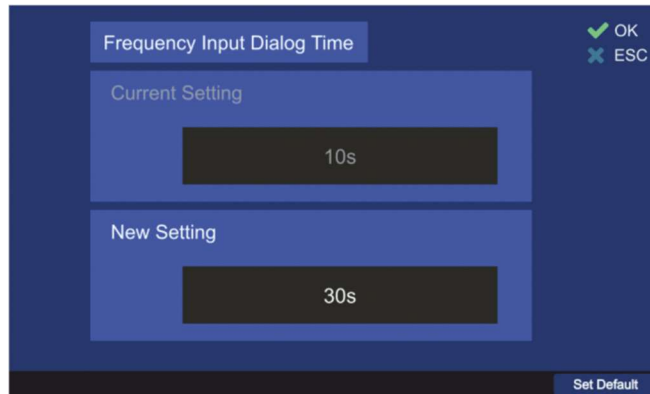 Frequency Input Dialog Time
OK
ESC
Current Setting
10s
New Setting
30s
Set Default